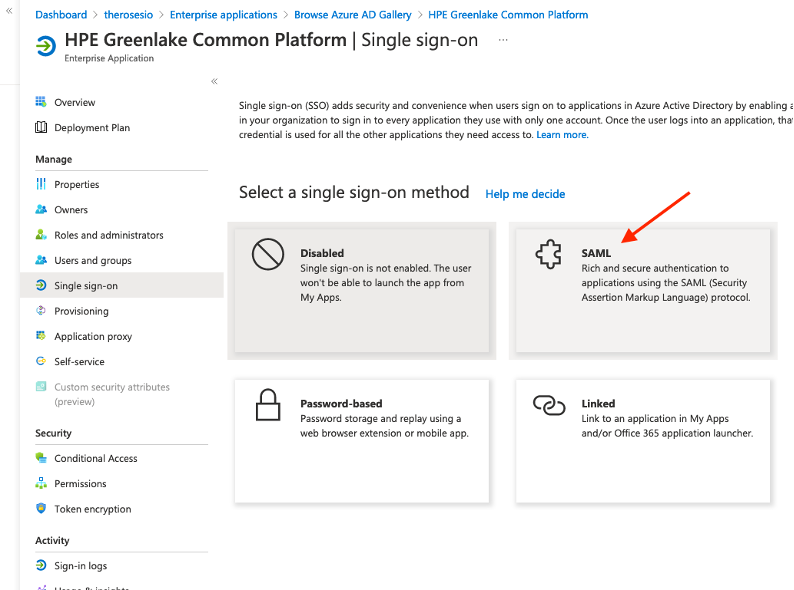 Dashboard > therosesio > Enterprise applications > Browse Azure AD Gallery > HPE Greenlake Common Platform
HPE Greenlake Common Platform | Single sign-on ...
Enterprise Application
Overview
Deployment Plan
Manage
Properties
Owners
Roles and administrators
Users and groups
Single sign-on
Provisioning
Application proxy
Self-service
Custom security attributes
(preview)
Security
Conditional Access
Permissions
Token encryption
Activity
Sign-in logs
Usage & insights
Single sign-on (SSO) adds security and convenience when users sign on to applications in Azure Active Directory by enabling a
in your organization to sign in to every application they use with only one account. Once the user logs into an application, tha
credential is used for all the other applications they need access to. Learn more.
Select a single sign-on method Help me decide
Disabled
Single sign-on is not enabled. The user
won't be able to launch the app from
My Apps.
SAML
Rich and secure authentication to
applications using the SAML (Security
Assertion Markup Language) protocol.
Password-based
Password storage and replay using a
web browser extension or mobile app.
Linked
Link to an application in My Apps
and/or Office 365 application launcher.